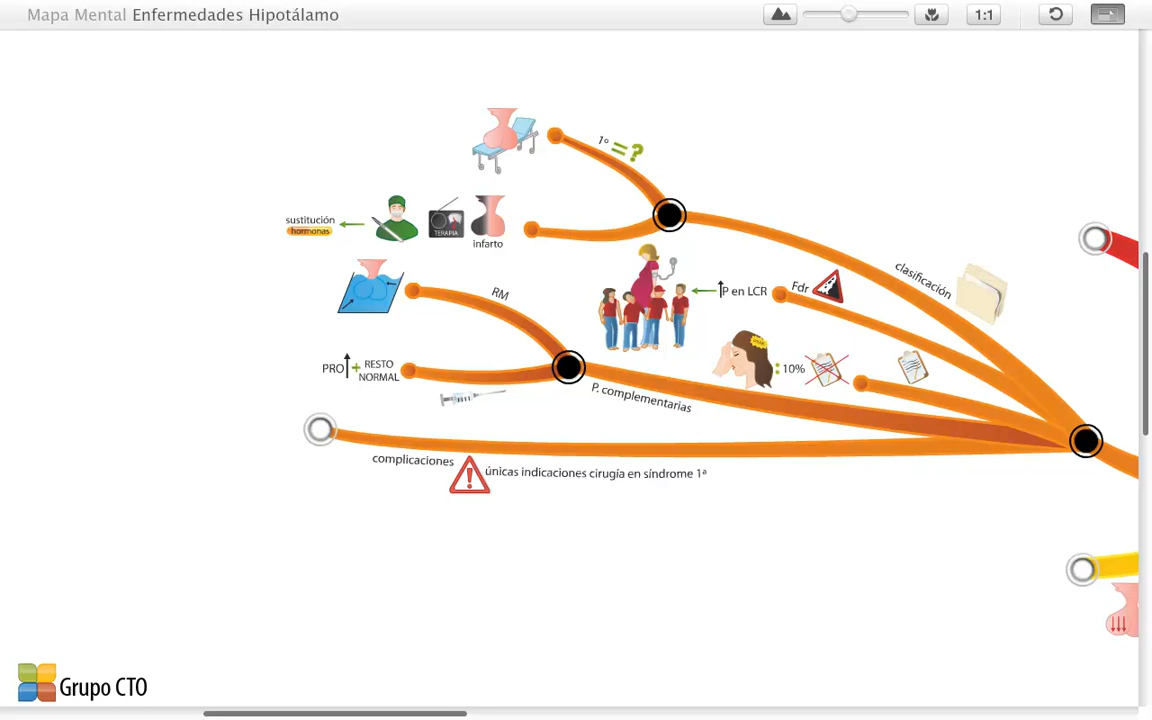 Mapa Mental Enfermedades Hipotálamo
1:1
1º = ?
sustitución
hormonas
TERAPIA
infarto
clasificación
Fdr
↑P en LCR
RM
PRO↑+ RESTO
NORMAL
: 10%
P. complementarias
complicaciones
únicas indicaciones cirugía en síndrome 1ª
Grupo CTO